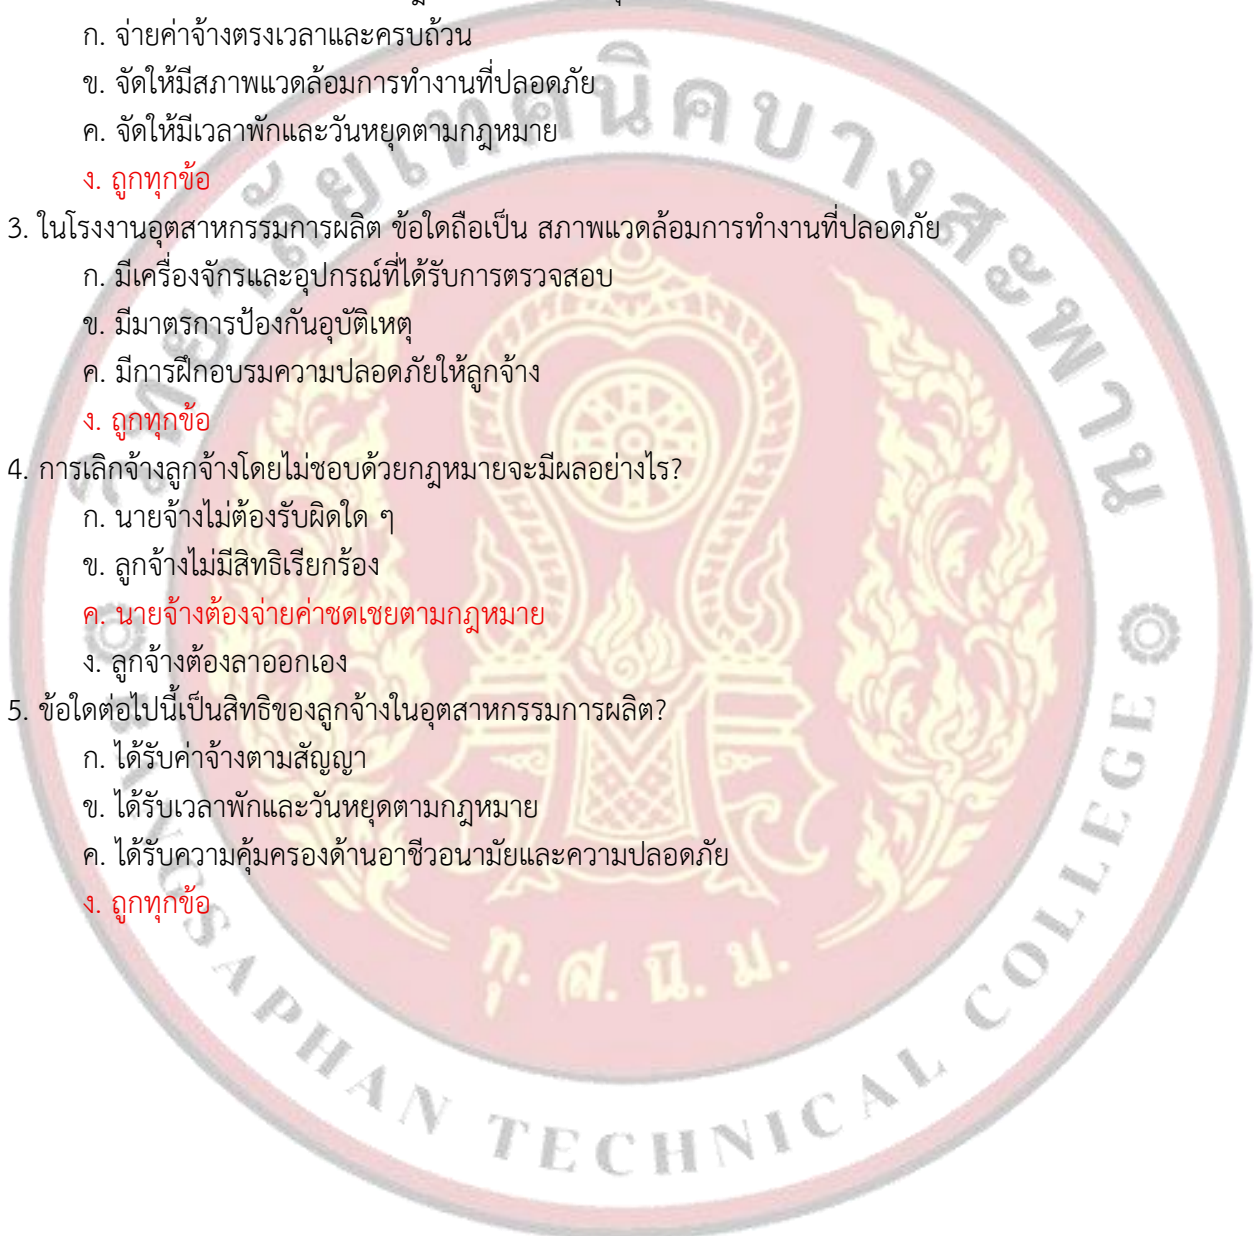 ก. จ่ายค่าจ้างตรงเวลาและครบถ้วน
ข. จัดให้มีสภาพแวดล้อมการทำงานที่ปลอดภัย
ค. จัดให้มีเวลาพักและวันหยุดตามกฎหมาย
ง. ถูกทุกข้อ
3. ในโรงงานอุตสาหกรรมการผลิต ข้อใดถือเป็น สภาพแวดล้อมการทำงานที่ปลอดภัย
ก. มีเครื่องจักรและอุปกรณ์ที่ได้รับการตรวจสอบ
ข. มีมาตรการป้องกันอุบัติเหตุ
ค. มีการฝึกอบรมความปลอดภัยให้ลูกจ้าง
ง. ถูกทุกข้อ
4. การเลิกจ้างลูกจ้างโดยไม่ชอบด้วยกฎหมายจะมีผลอย่างไร?
ก. นายจ้างไม่ต้องรับผิดใด ๆ
ข. ลูกจ้างไม่มีสิทธิเรียกร้อง
ค. นายจ้างต้องจ่ายค่าชดเชยตามกฎหมาย
ง. ลูกจ้างต้องลาออกเอง
5. ข้อใดต่อไปนี้เป็นสิทธิของลูกจ้างในอุตสาหกรรมการผลิต?
ก. ได้รับค่าจ้างตามสัญญา
ข. ได้รับเวลาพักและวันหยุดตามกฎหมาย
ค. ได้รับความคุ้มครองด้านอาชีวอนามัยและความปลอดภัย
ง. ถูกทุกข้อ
วิทยาลัยเทคนิคบางสะพาน
ทุ. ส. นิ. ม.
BANGSAPHAN TECHNICAL COLLEGE